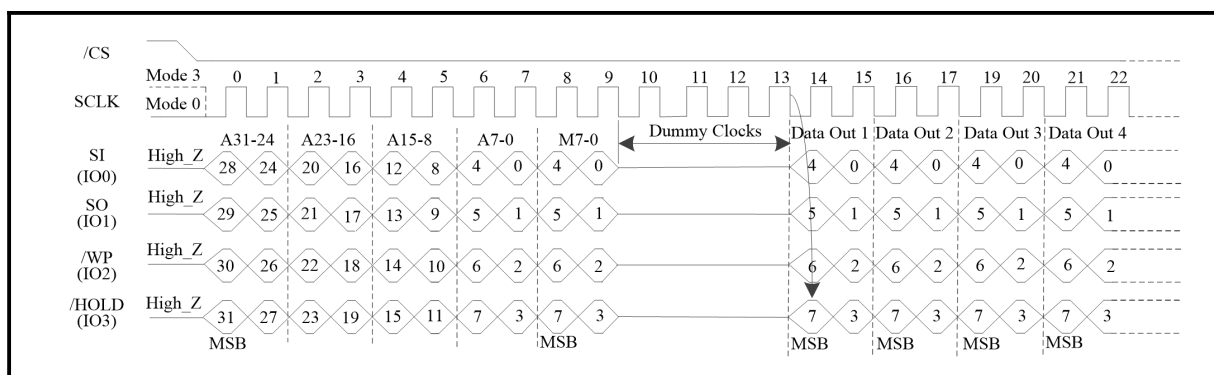 /CS
Mode 3 0 1 2 3 4 5 6 7 8 9 10 11 12 13 14 15 16 17 19 20 21 22
SCLK Mode 0
A31-24 A23-16 A15-8 A7-0 M7-0 Dummy Clocks Data Out 1 Data Out 2 Data Out 3 Data Out 4
SI High_Z 28 24 20 16 12 8 4 0 4 0 4 0 4 0 4 0 4 0
(IO0)
SO High_Z 29 25 21 17 13 9 5 1 5 1 5 1 5 1 5 1 5 1
(IO1)
/WP High_Z 30 26 22 18 14 10 6 2 6 2 6 2 6 2 6 2 6 2
(IO2)
/HOLD High_Z 31 27 23 19 15 11 7 3 7 3 7 3 7 3 7 3 7 3
(IO3)
MSB MSB MSB MSB MSB MSB